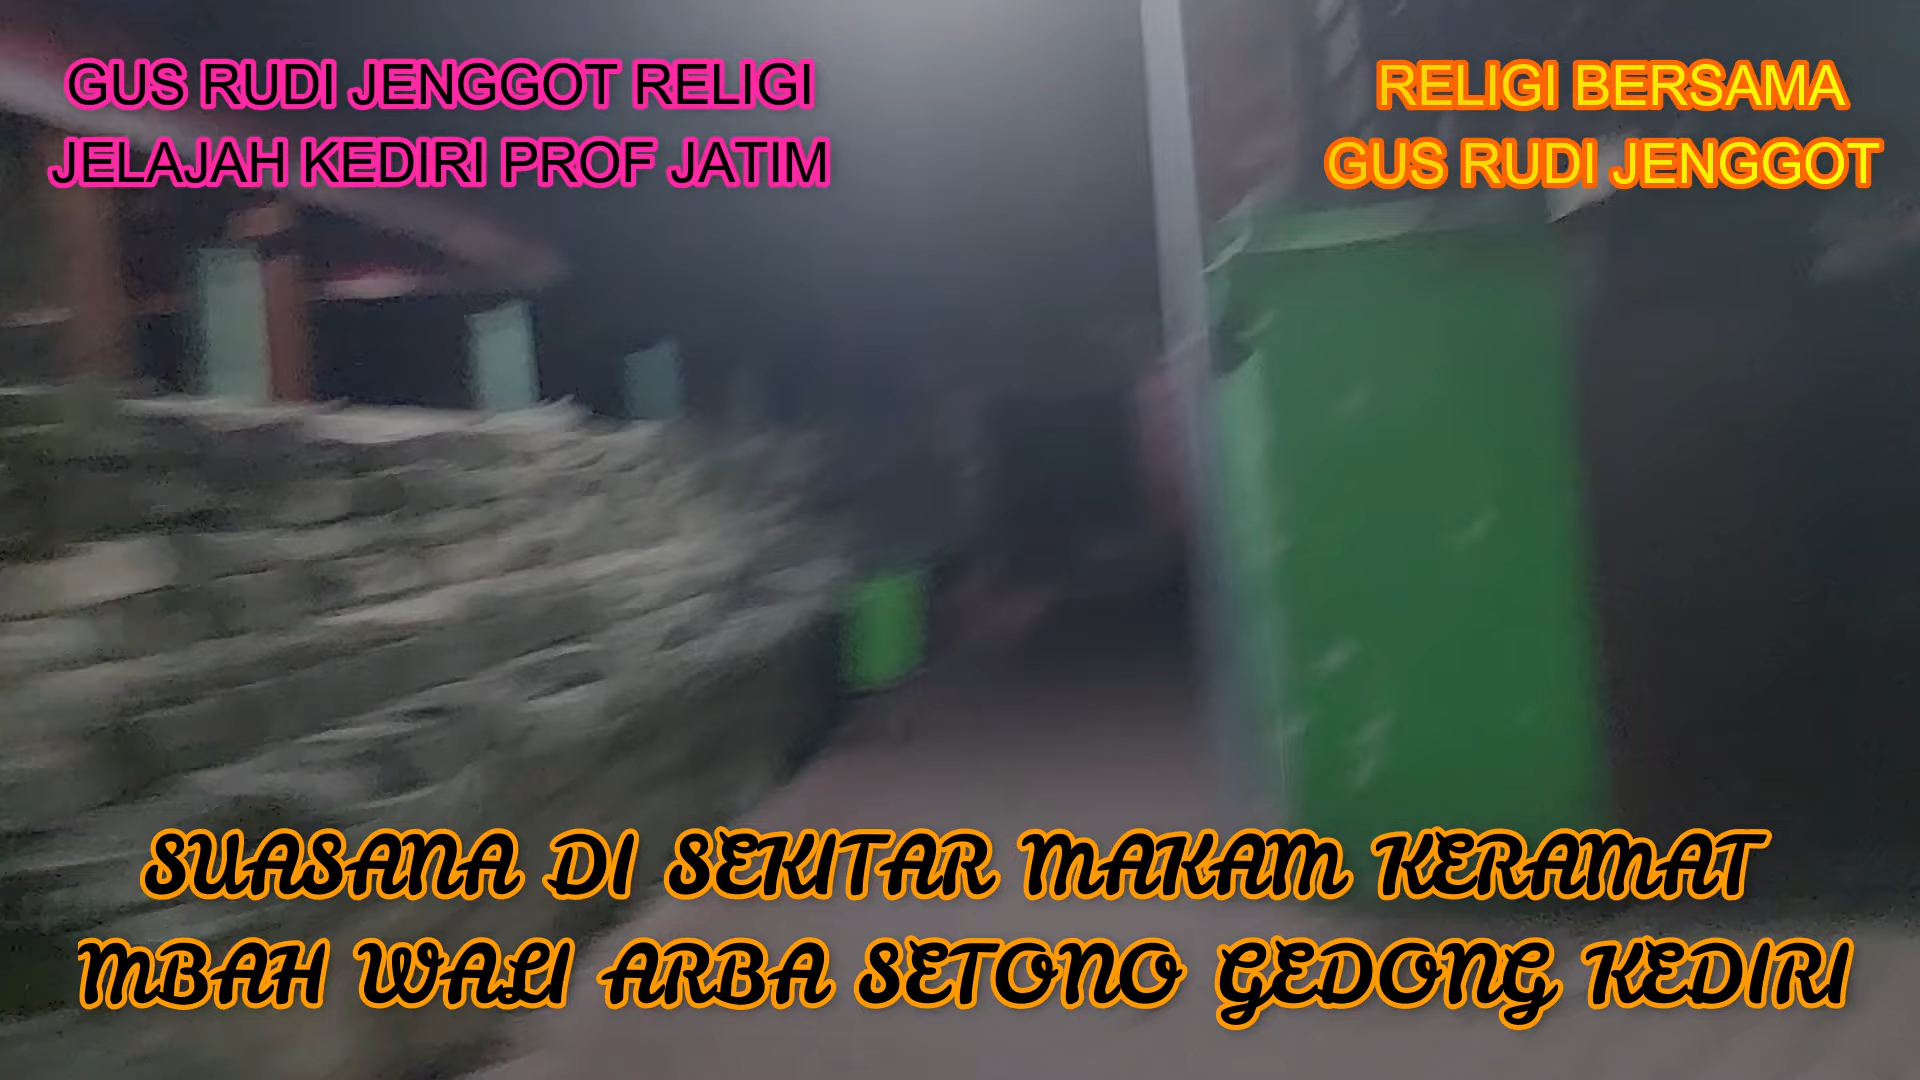 GUS RUDI JENGGOT RELIGI
JELAJAH KEDIRI PROF JATIM
RELIGI BERSAMA
GUS RUDI JENGGOT
SUASANA DI SEKITAR MAKAM KERAMAT
MBAH WALI ARBA SETONO GEDONG KEDIRI